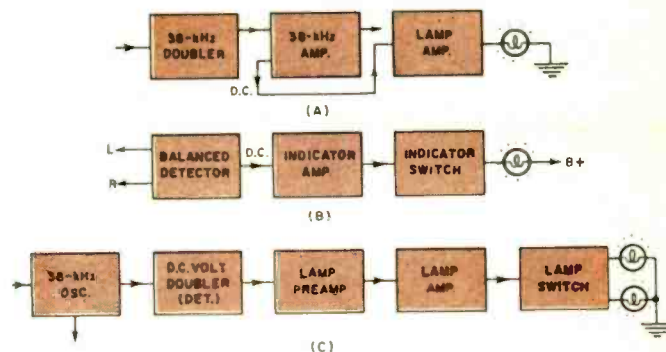 38-kHz
DOUBLER
38-kHz
AMP.
LAMP
AMP.
D.C.
(A)
L
R
BALANCED
DETECTOR
D.C.
INDICATOR
AMP
INDICATOR
SWITCH
B+
(B)
38-kHz
OSC.
D.C. VOLT
DOUBLER
(DET.)
LAMP
PREAMP
LAMP
AMP
LAMP
SWITCH
(C)